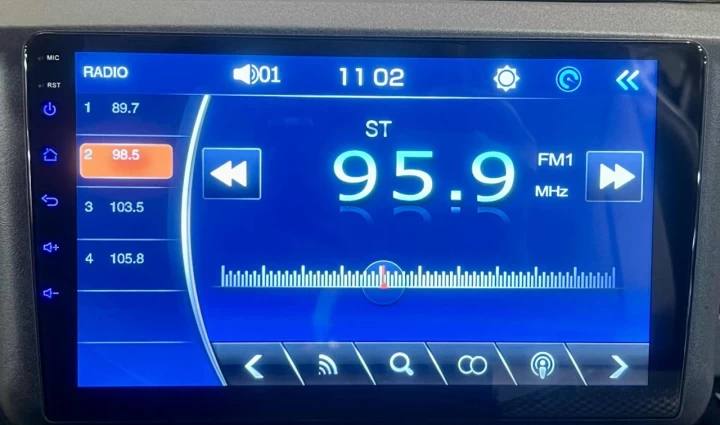 MIC
RADIO
01
11 02
RST
1 89.7
ST
2 98.5
95.9
FM1
MHz
3 103.5
4 105.8